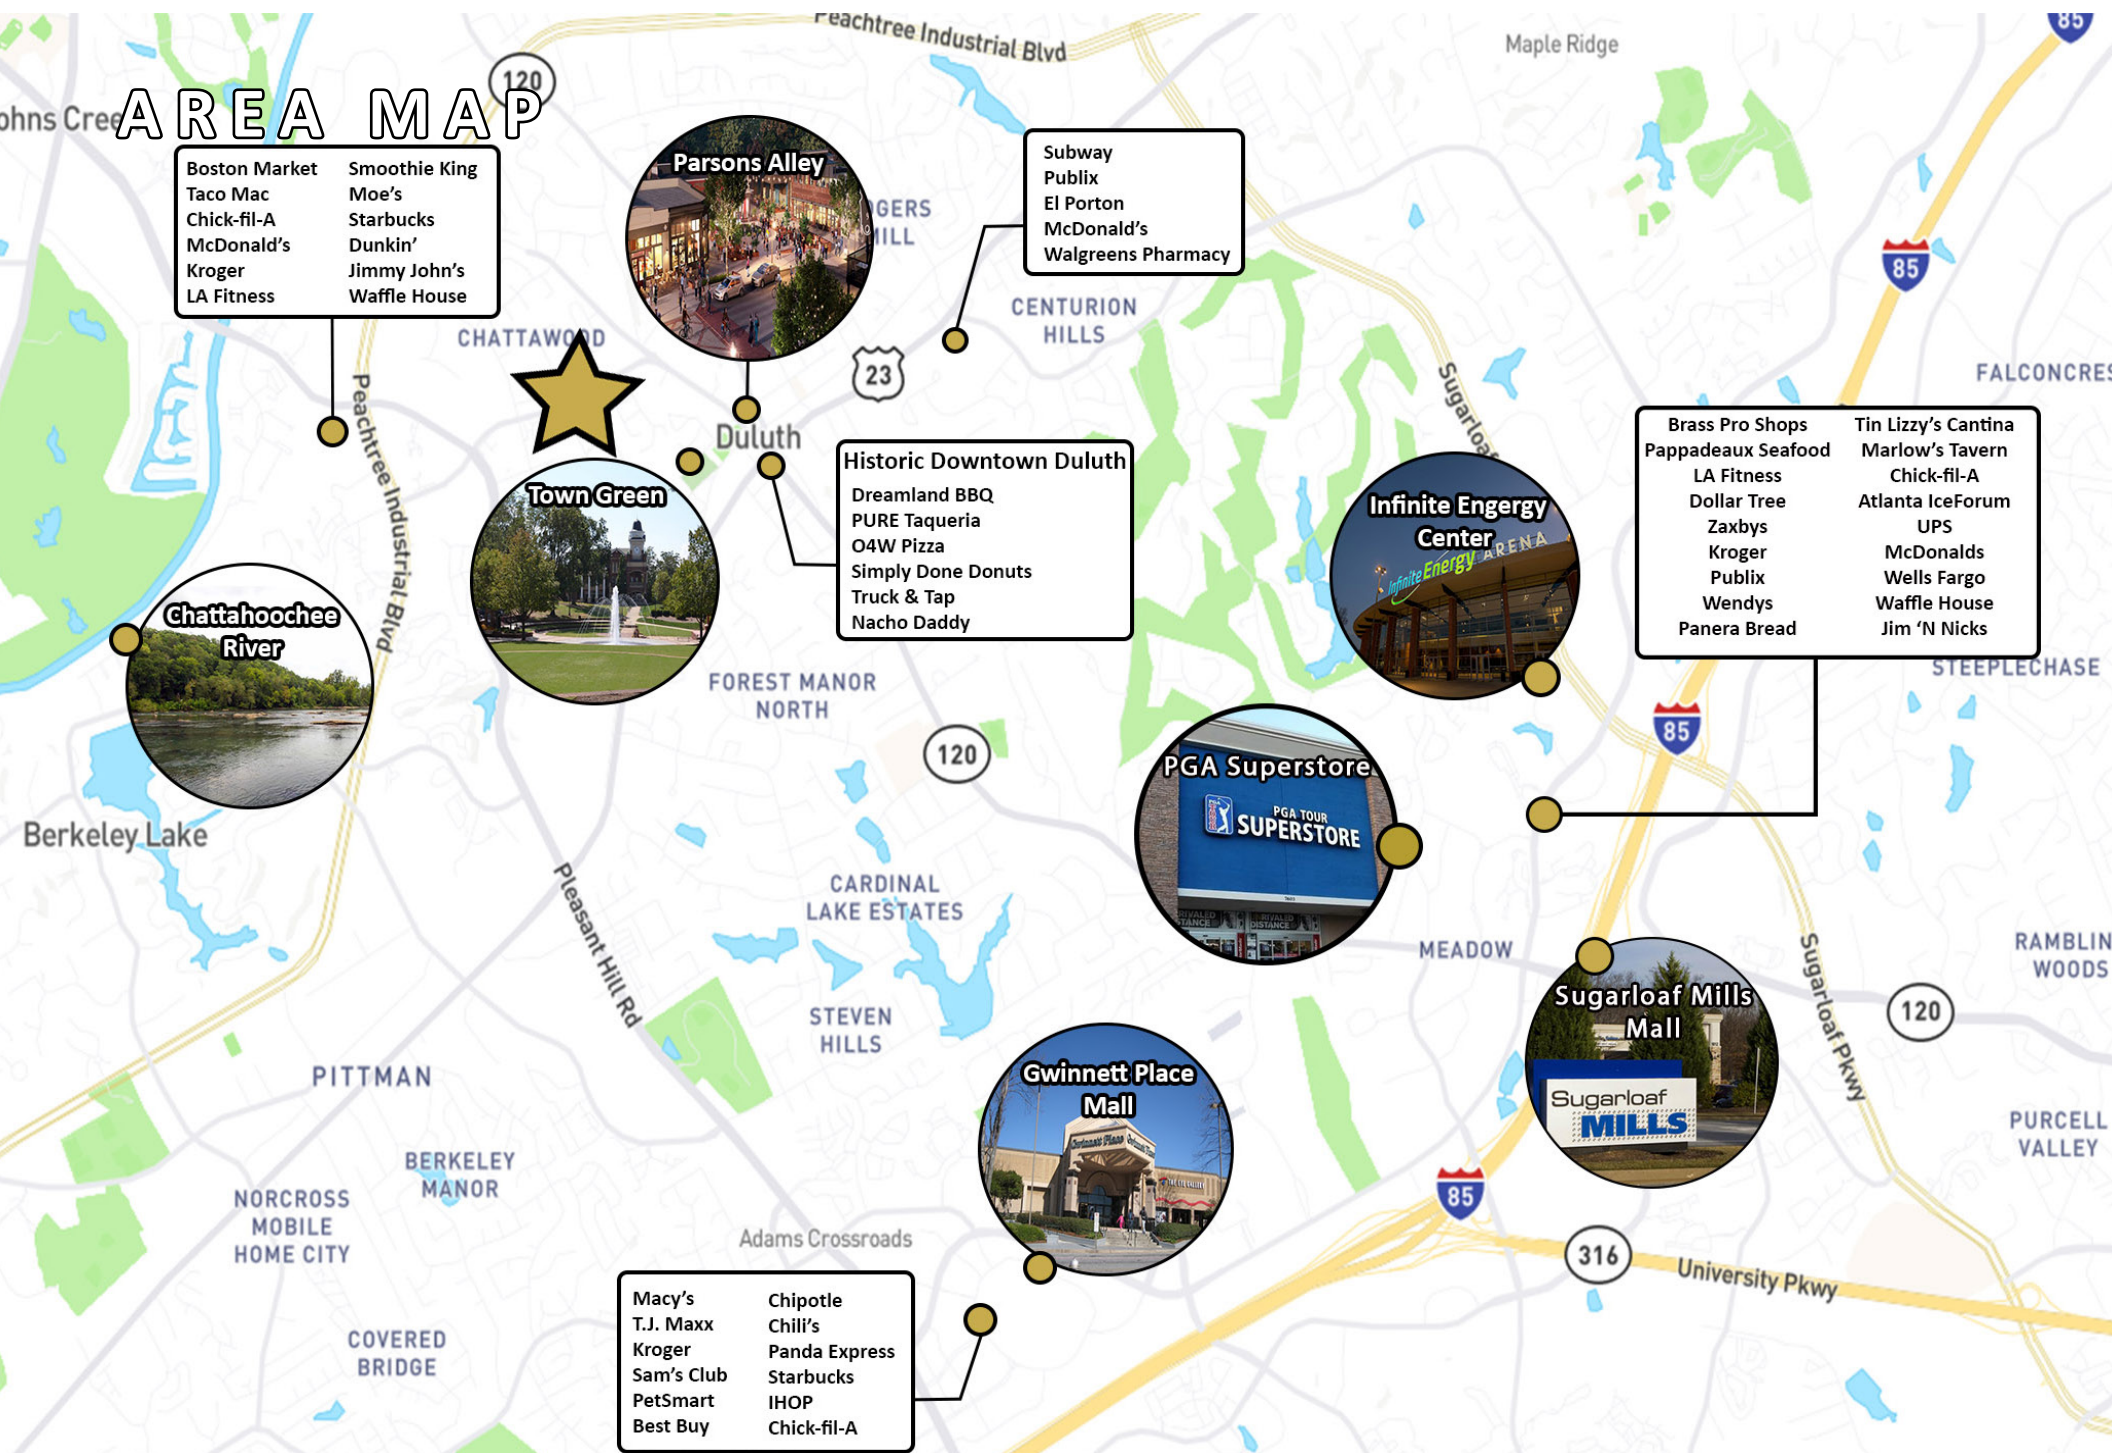 Peachtree Industrial Blvd
Maple Ridge
85
120
AREA MAP
Boston Market
Taco Mac
Chick-fil-A
McDonald's
Kroger
LA Fitness
Smoothie King
Moe's
Starbucks
Dunkin'
Jimmy John's
Waffle House
Parsons Alley
Subway
Publix
El Porton
McDonald's
Walgreens Pharmacy
85
CENTURION
HILLS
CHATTAWOOD
23
Duluth
Peachtree Industrial Blvd
Sugarloaf
Brass Pro Shops
Pappadeaux Seafood
LA Fitness
Dollar Tree
Zaxbys
Kroger
Publix
Wendys
Panera Bread
Tin Lizzy's Cantina
Marlow's Tavern
Chick-fil-A
Atlanta IceForum
UPS
McDonalds
Wells Fargo
Waffle House
Jim 'N Nicks
Historic Downtown Duluth
Dreamland BBQ
PURE Taqueria
O4W Pizza
Simply Done Donuts
Truck & Tap
Nacho Daddy
Town Green
Infinite Engergy
Center
Infinite Energy ARENA
Chattahoochee
River
STEEPLECHASE
FOREST MANOR
NORTH
85
120
PGA Superstore
PGA TOUR
SUPERSTORE
Berkeley Lake
CARDINAL
LAKE ESTATES
Pleasant Hill Rd
MEADOW
STEVEN
HILLS
Sugarloaf Mills
Mall
Sugarloaf
MILLS
Sugarloaf Pkwy
WOODS
120
PITTMAN
Gwinnett Place
Mall
Gwinnett Place
PURCELL
VALLEY
BERKELEY
MANOR
NORCROSS
MOBILE
HOME CITY
85
Adams Crossroads
316
University Pkwy
Macy's
T.J. Maxx
Kroger
Sam's Club
PetSmart
Best Buy
Chipotle
Chili's
Panda Express
Starbucks
IHOP
Chick-fil-A
COVERED
BRIDGE